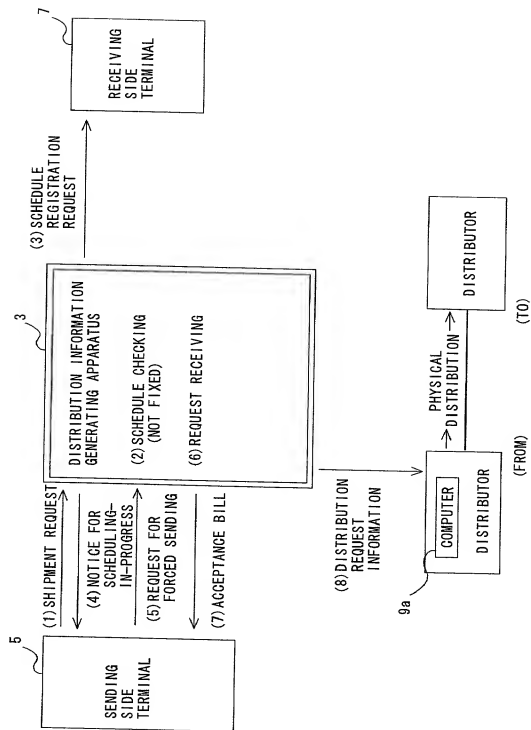 5
SENDING
SIDE
TERMINAL
(1) SHIPMENT REQUEST
(4) NOTICE FOR
SCHEDULING-
IN-PROGRESS
(5) REQUEST FOR
FORCED SENDING
(7) ACCEPTANCE BILL
3
DISTRIBUTION INFORMATION
GENERATING APPARATUS
(2) SCHEDULE CHECKING
(NOT FIXED)
(6) REQUEST RECEIVING
(3) SCHEDULE
REGISTRATION
REQUEST
7
RECEIVING
SIDE
TERMINAL
(8) DISTRIBUTION
REQUEST
INFORMATION
9a
COMPUTER
DISTRIBUTOR
(FROM)
PHYSICAL
DISTRIBUTION
DISTRIBUTOR
(TO)